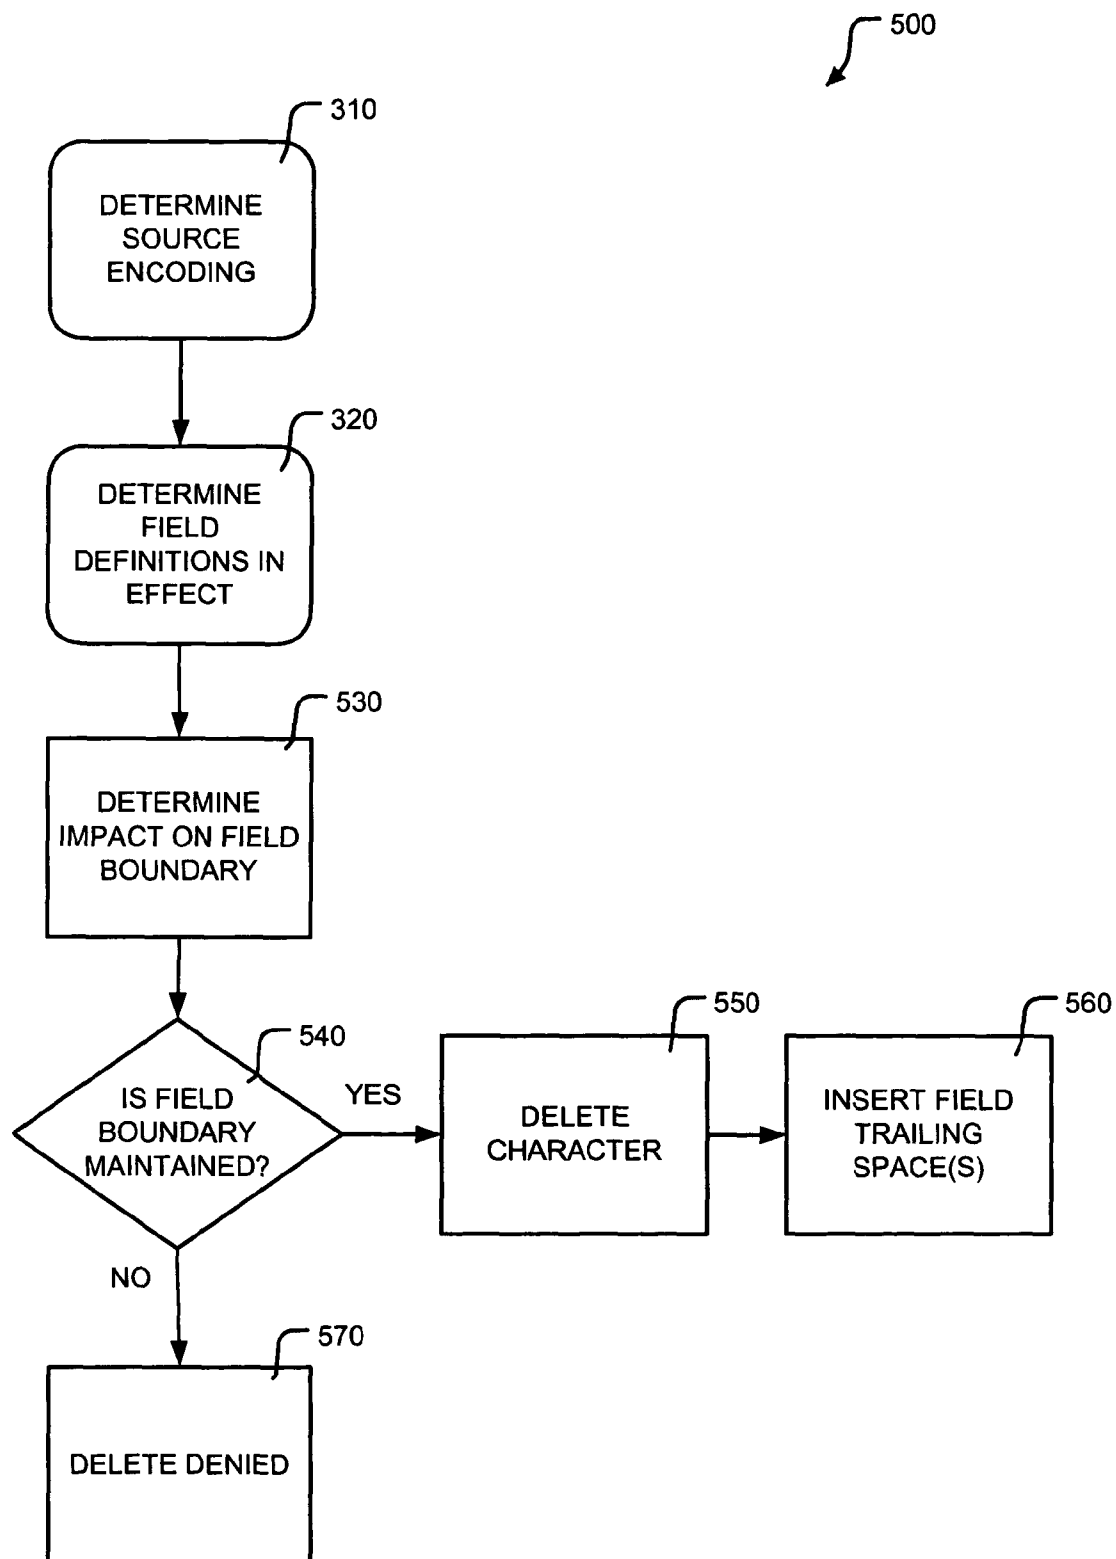 500
310
DETERMINE
SOURCE
ENCODING
320
DETERMINE
FIELD
DEFINITIONS IN
EFFECT
530
DETERMINE
IMPACT ON FIELD
BOUNDARY
540
IS FIELD
BOUNDARY
MAINTAINED?
YES
550
DELETE
CHARACTER
560
INSERT FIELD
TRAILING
SPACE(S)
NO
570
DELETE DENIED